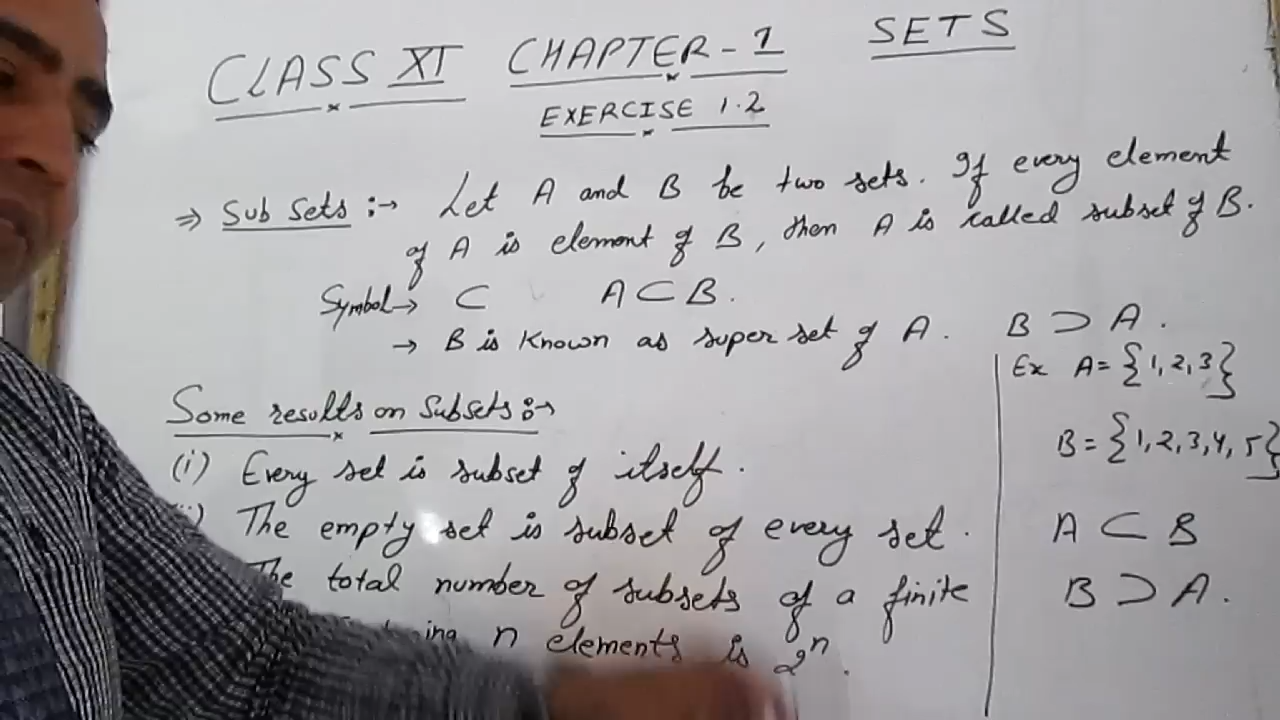 CLASS XI CHAPTER - 1 SETS
EXERCISE 1.2
⇒ Sub Sets :→ Let A and B be two sets. If every element
of A is element of B, then A is called subset of B.
Symbol → ⊂ A ⊂ B.
→ B is Known as super set of A. B ⊃ A.
Some results on Subsets :→
(i) Every set is subset of itself.
The empty set is subset of every set.
The total number of subsets of a finite
n elements is 2ⁿ.
Ex A = {1, 2, 3}
B = {1, 2, 3, 4, 5}
A ⊂ B
B ⊃ A.